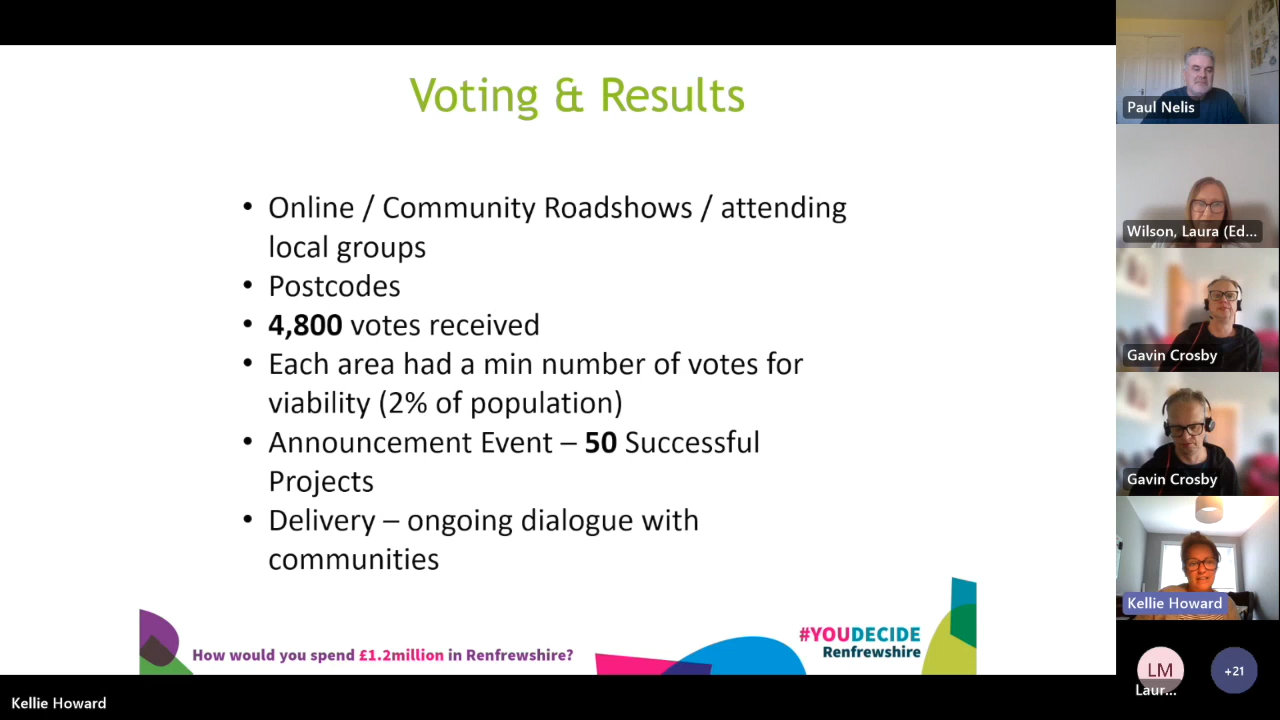 Voting & Results
• Online / Community Roadshows / attending
local groups
• Postcodes
• 4,800 votes received
• Each area had a min number of votes for
viability (2% of population)
• Announcement Event – 50 Successful
Projects
• Delivery – ongoing dialogue with
communities
How would you spend £1.2million in Renfrewshire?
#YOUDECIDE
Renfrewshire
Kellie Howard
Paul Nelis
Wilson, Laura (Ed...
Gavin Crosby
Gavin Crosby
Kellie Howard
LM
Laur...
+21